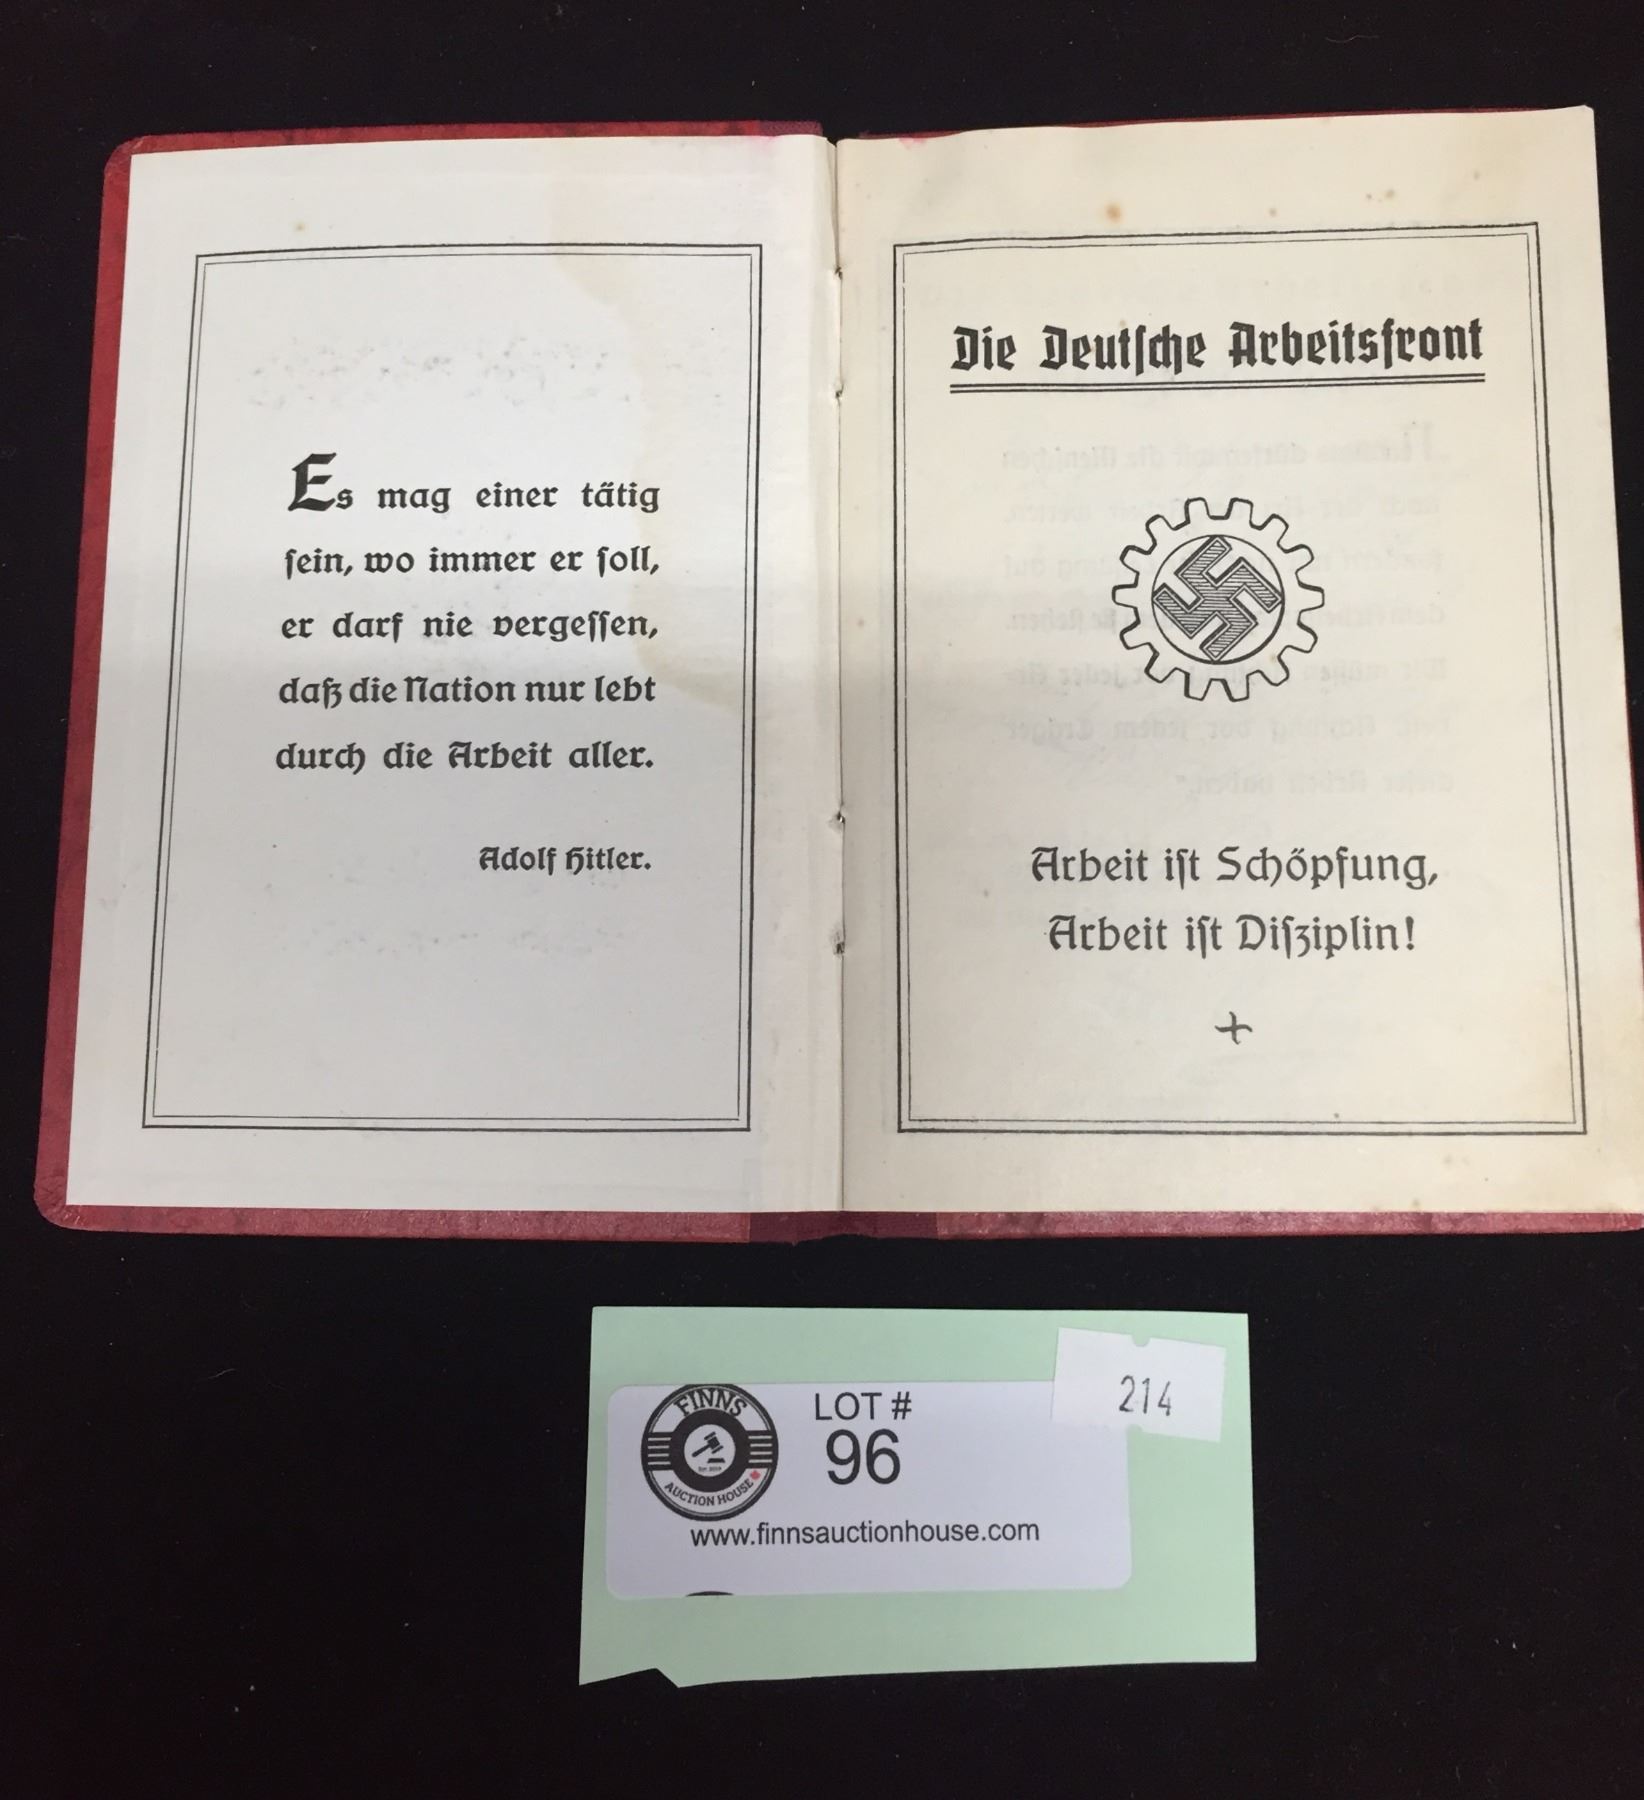 Es mag einer tätig
ſein, wo immer er ſoll,
er darf nie vergeſſen,
daß die Nation nur lebt
durch die Arbeit aller.
Adolf Hitler.
Die Deutſche Arbeitsfront
Arbeit iſt Schöpfung,
Arbeit iſt Diſziplin!
FINNS
AUCTION HOUSE
LOT #
96
214
www.finnsauctionhouse.com